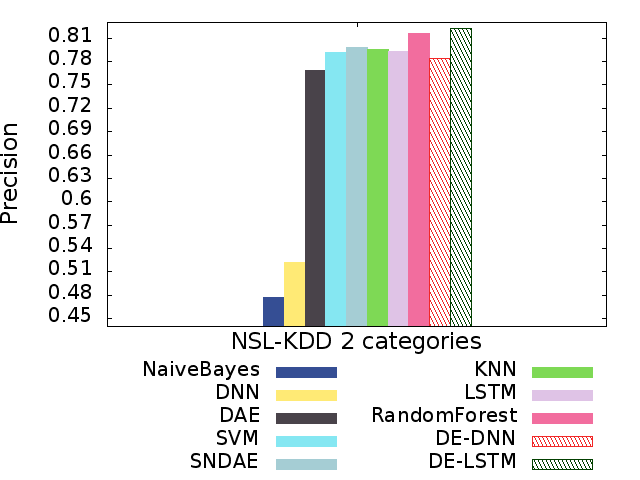 0.81
0.78
0.75
0.72
0.69
0.66
0.63
0.6
0.57
0.54
0.51
0.48
0.45
Precision
NSL-KDD 2 categories
NaiveBayes
DNN
DAE
SVM
SNDAE
KNN
LSTM
RandomForest
DE-DNN
DE-LSTM